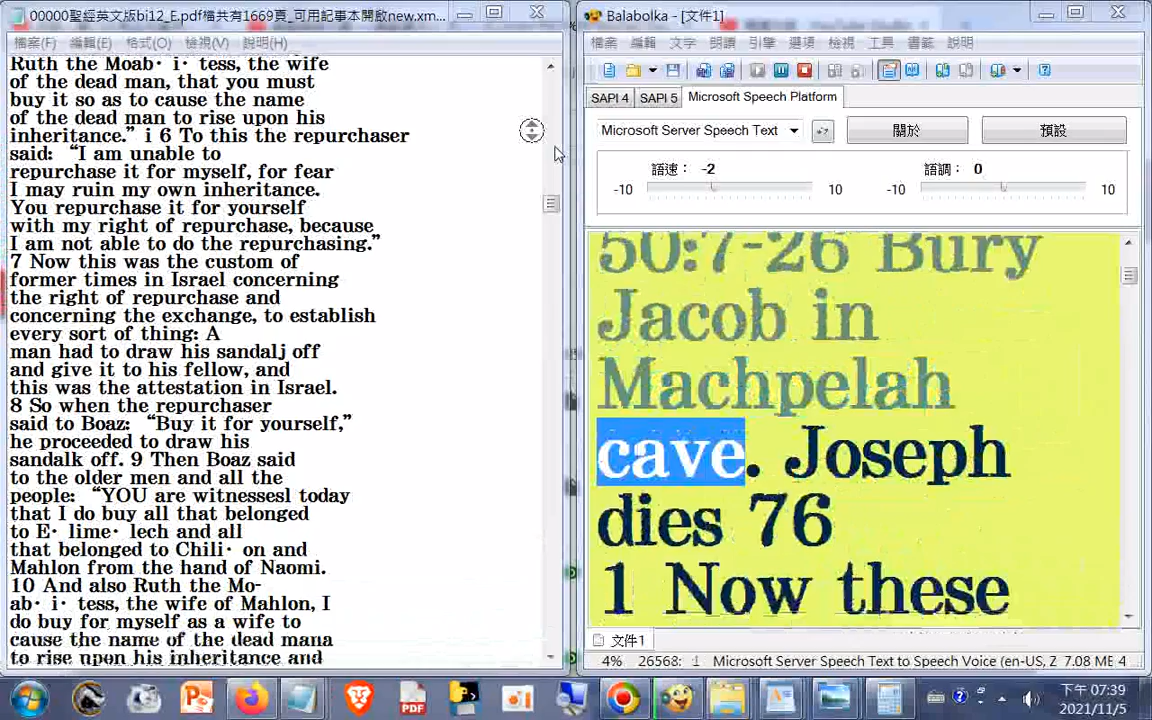 00000聖經英文版bi12_E.pdf檔共有1669頁_可用記事本開啟new.xm...
檔案(F) 編輯(E) 格式(O) 檢視(V) 說明(H)
Ruth the Moab· i· tess, the wife
of the dead man, that you must
buy it so as to cause the name
of the dead man to rise upon his
inheritance.” i 6 To this the repurchaser
said: “I am unable to
repurchase it for myself, for fear
I may ruin my own inheritance.
You repurchase it for yourself
with my right of repurchase, because
I am not able to do the repurchasing.”
7 Now this was the custom of
former times in Israel concerning
the right of repurchase and
concerning the exchange, to establish
every sort of thing: A
man had to draw his sandalj off
and give it to his fellow, and
this was the attestation in Israel.
8 So when the repurchaser
said to Boaz: “Buy it for yourself,”
he proceeded to draw his
sandalk off. 9 Then Boaz said
to the older men and all the
people: “YOU are witnessesl today
that I do buy all that belonged
to E· lime· lech and all
that belonged to Chili· on and
Mahlon from the hand of Naomi.
10 And also Ruth the Mo-
ab· i· tess, the wife of Mahlon, I
do buy for myself as a wife to
cause the name of the dead mana
to rise upon his inheritance and
Balabolka - [文件1]
檔案 編輯 文字 朗讀 引擎 選項 檢視 工具 書籤 說明
SAPI 4 SAPI 5 Microsoft Speech Platform
Microsoft Server Speech Text 關於 預設
語速: -2 語調: 0
-10 10 -10 10
50:7-26 Bury
Jacob in
Machpelah
cave. Joseph
dies 76
1 Now these
文件1
4% 26568: 1 Microsoft Server Speech Text to Speech Voice (en-US, Z 7.08 ME 4
PDF
下午 07:39
2021/11/5